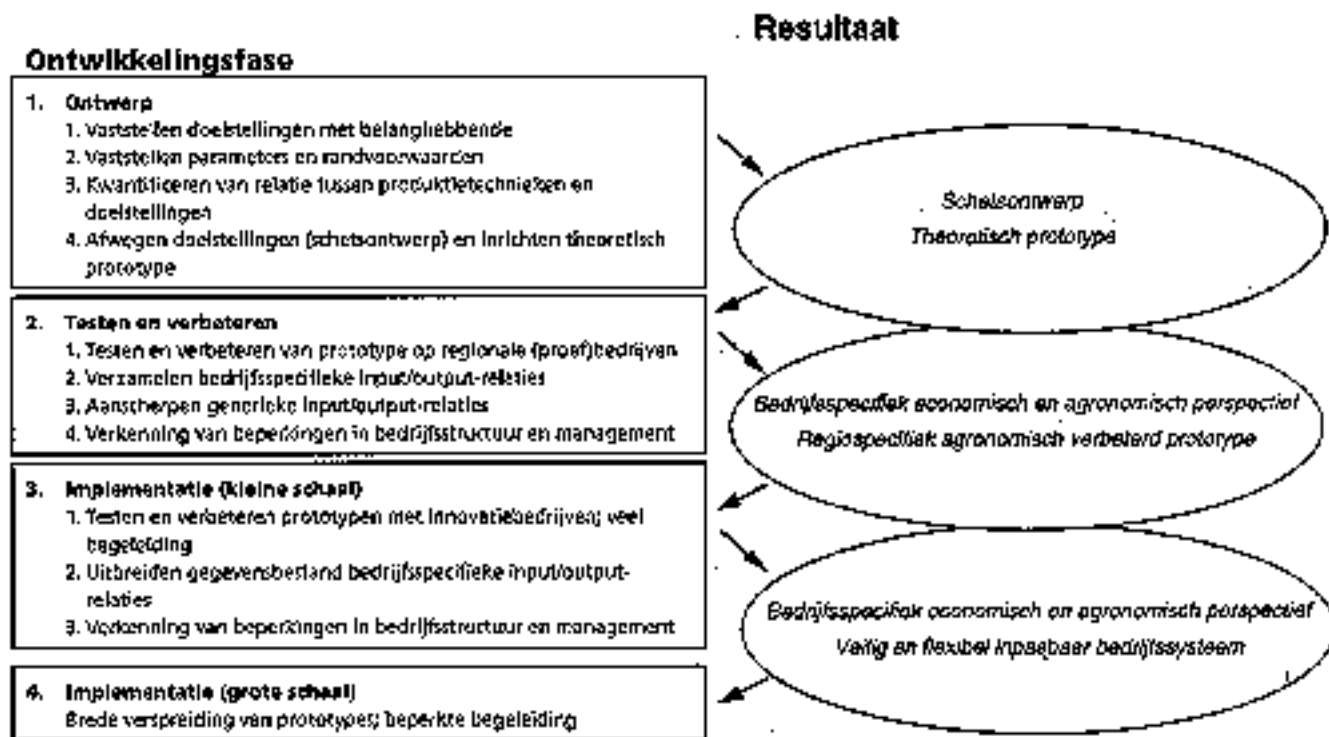 Resultaat
Ontwikkelingsfase
1. Ontwerp
1. Vaststellen doelstellingen met belanghebbende
2. Vaststellen parameters en randvoorwaarden
3. Kwantificeren van relatie tussen produktietechnieken en
doelstellingen
4. Afwegen doelstellingen (schetsontwerp) en inrichten theoretisch
prototype
Schetsontwerp
Theoretisch prototype
2. Testen en verbeteren
1. Testen en verbeteren van prototype op regionale (proef)bedrijven
2. Verzamelen bedrijfsspecifieke input/output-relaties
3. Aanscherpen generieke input/output-relaties
4. Verkenning van beperkingen in bedrijfsstructuur en management
Bedrijfsspecifiek economisch en agronomisch perspectief
Regiospecifiek agronomisch verbeterd prototype
3. Implementatie (kleine schaal)
1. Testen en verbeteren prototypen met innovatiebedrijven; veel
begeleiding
2. Uitbreiden gegevensbestand bedrijfsspecifieke input/output-
relaties
3. Verkenning van beperkingen in bedrijfsstructuur en management
Bedrijfsspecifiek economisch en agronomisch perspectief
Veilig en flexibel inpasbaar bedrijfssysteem
4. Implementatie (grote schaal)
Brede verspreiding van prototypes; beperkte begeleiding